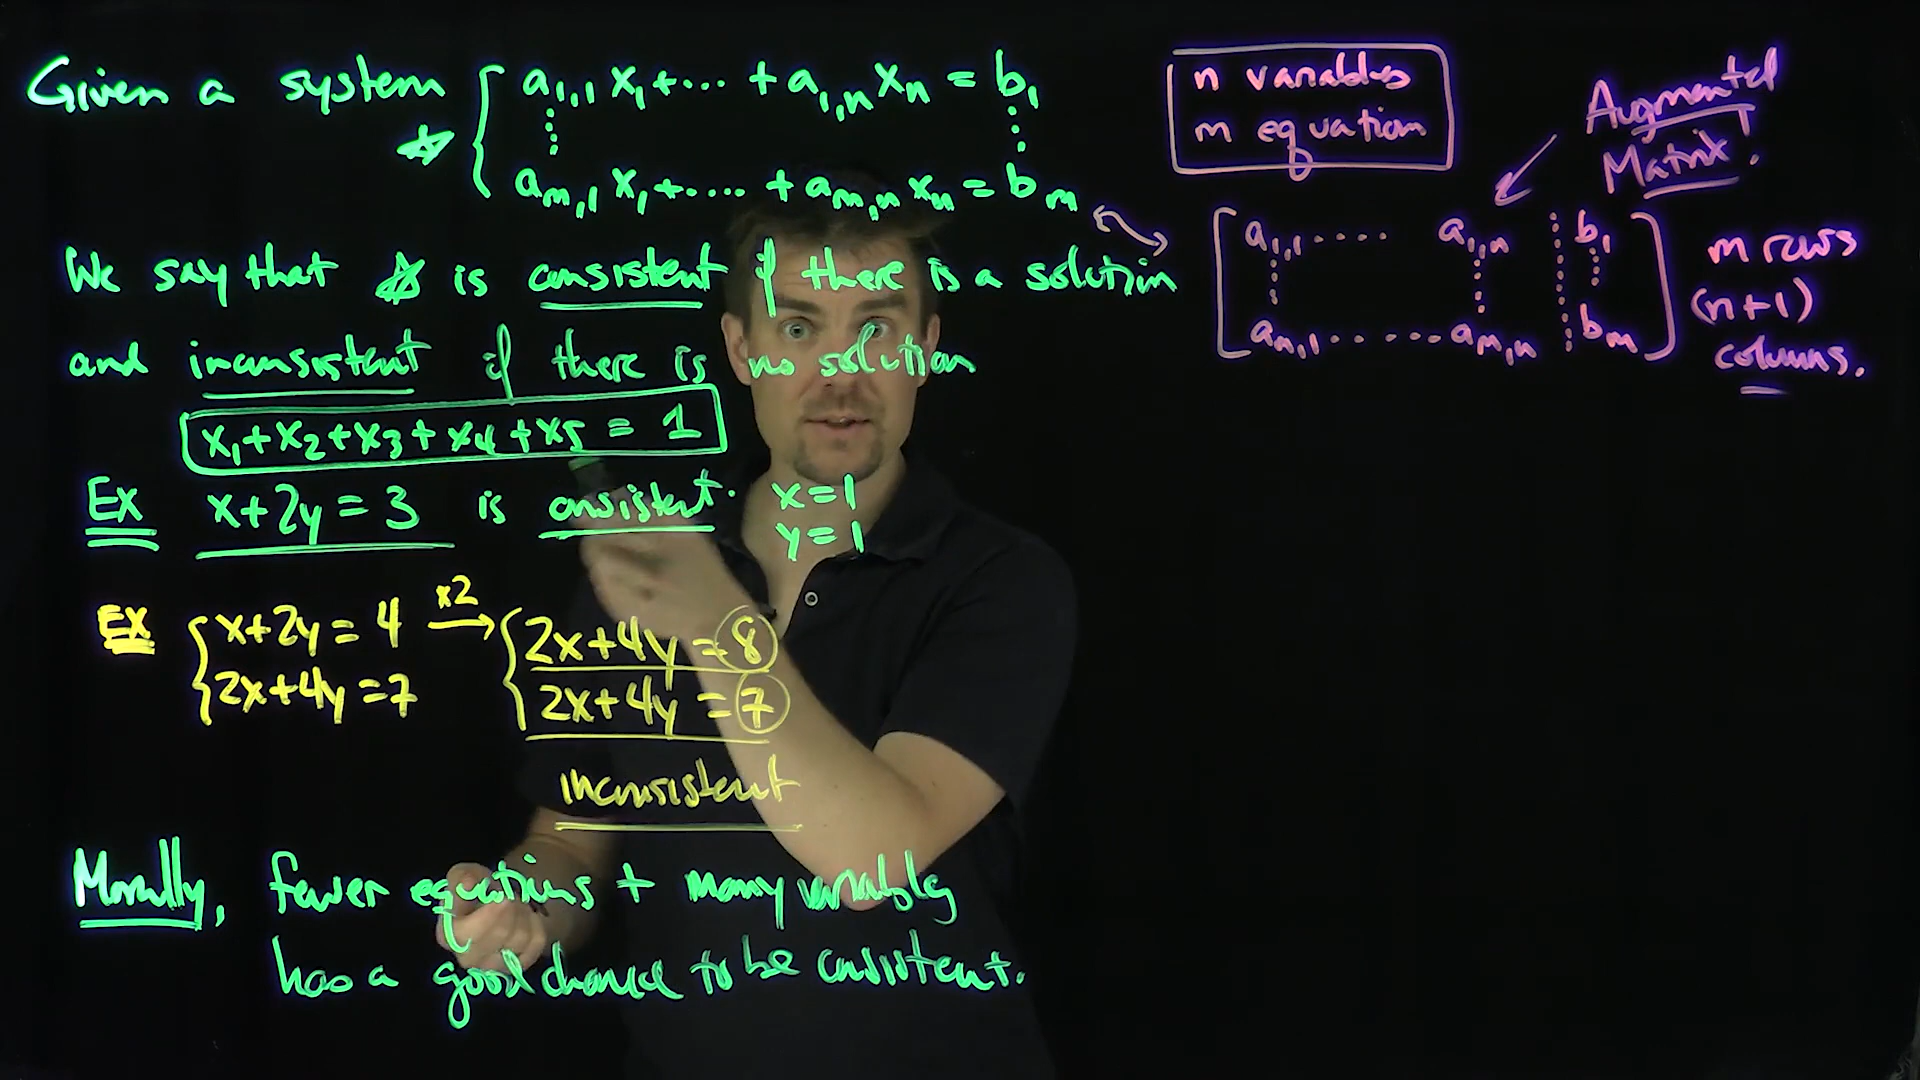 Given a system ☆ { a1,1 x1 + ... + a1,n xn = b1
⋮ ⋮
am,1 x1 + .... + am,n xn = bm
We say that ☆ is consistent if there is a solution
and inconsistent if there is no solution
x1 + x2 + x3 + x4 + x5 = 1
Ex x + 2y = 3 is consistent. x = 1
y = 1
Ex { x + 2y = 4 ×2 → { 2x + 4y = 8
2x + 4y = 7 2x + 4y = 7
inconsistent
Morally, fewer equations + many variables
has a good chance to be consistent.
n variables
m equation
Augmented
Matrix.
[ a1,1 .... a1,n ⋮ b1 ]
am,1 ....... am,n ⋮ bm
m rows
(n+1)
columns.